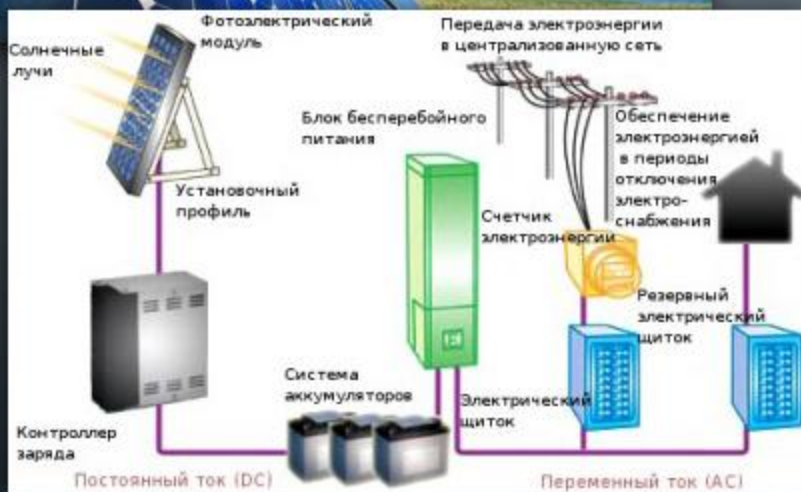 Солнечные
лучи
Фотоэлектрический
модуль
Установочный
профиль
Контроллер
заряда
Система
аккумуляторов
Постоянный ток (DC)
Блок бесперебойного
питания
Передача электроэнергии
в централизованную сеть
Счетчик
электроэнергии
Обеспечение
электроэнергией
в периоды
отключения
электро-
снабжения
Резервный
электрический
щиток
Электрический
щиток
Переменный ток (AC)